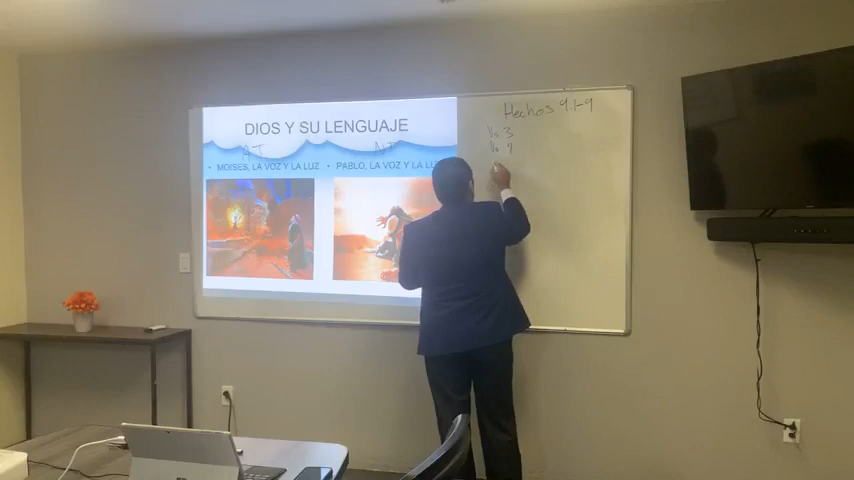 DIOS Y SU LENGUAJE
AT
NT
• MOISES, LA VOZ Y LA LUZ
• PABLO, LA VOZ Y LA LUZ
Hechos 9:1-9
Vs 3
Vs 4